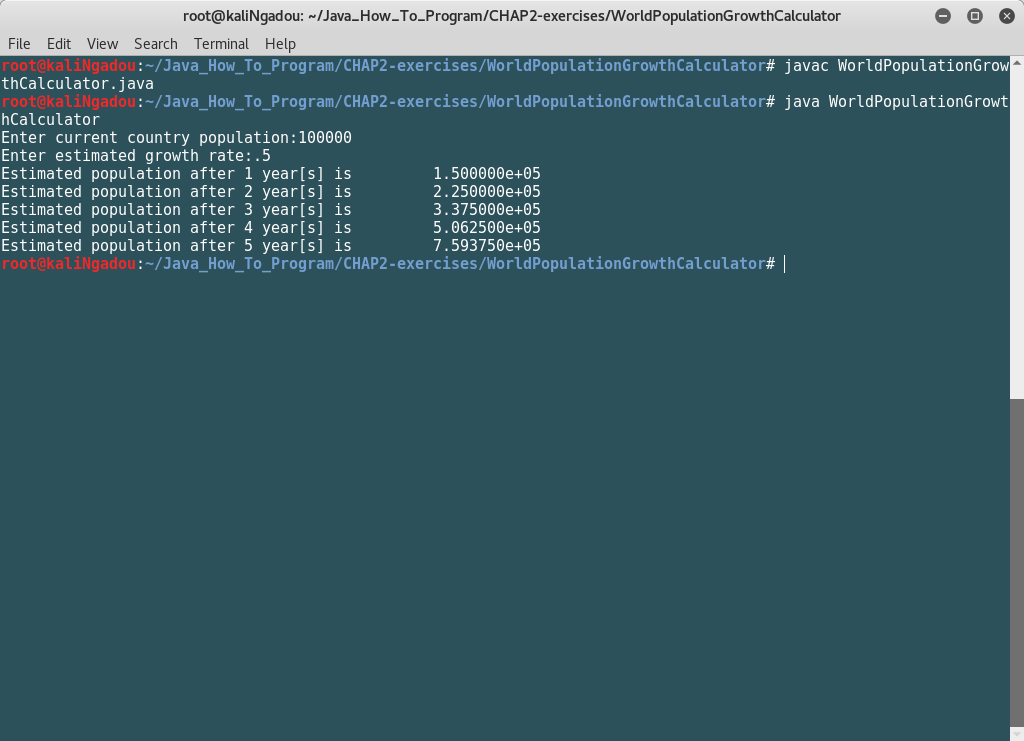 root@kaliNgadou: ~/Java_How_To_Program/CHAP2-exercises/WorldPopulationGrowthCalculator
File Edit View Search Terminal Help
root@kaliNgadou:~/Java_How_To_Program/CHAP2-exercises/WorldPopulationGrowthCalculator# javac WorldPopulationGrow
thCalculator.java
root@kaliNgadou:~/Java_How_To_Program/CHAP2-exercises/WorldPopulationGrowthCalculator# java WorldPopulationGrowt
hCalculator
Enter current country population:100000
Enter estimated growth rate:.5
Estimated population after 1 year[s] is 1.500000e+05
Estimated population after 2 year[s] is 2.250000e+05
Estimated population after 3 year[s] is 3.375000e+05
Estimated population after 4 year[s] is 5.062500e+05
Estimated population after 5 year[s] is 7.593750e+05
root@kaliNgadou:~/Java_How_To_Program/CHAP2-exercises/WorldPopulationGrowthCalculator#